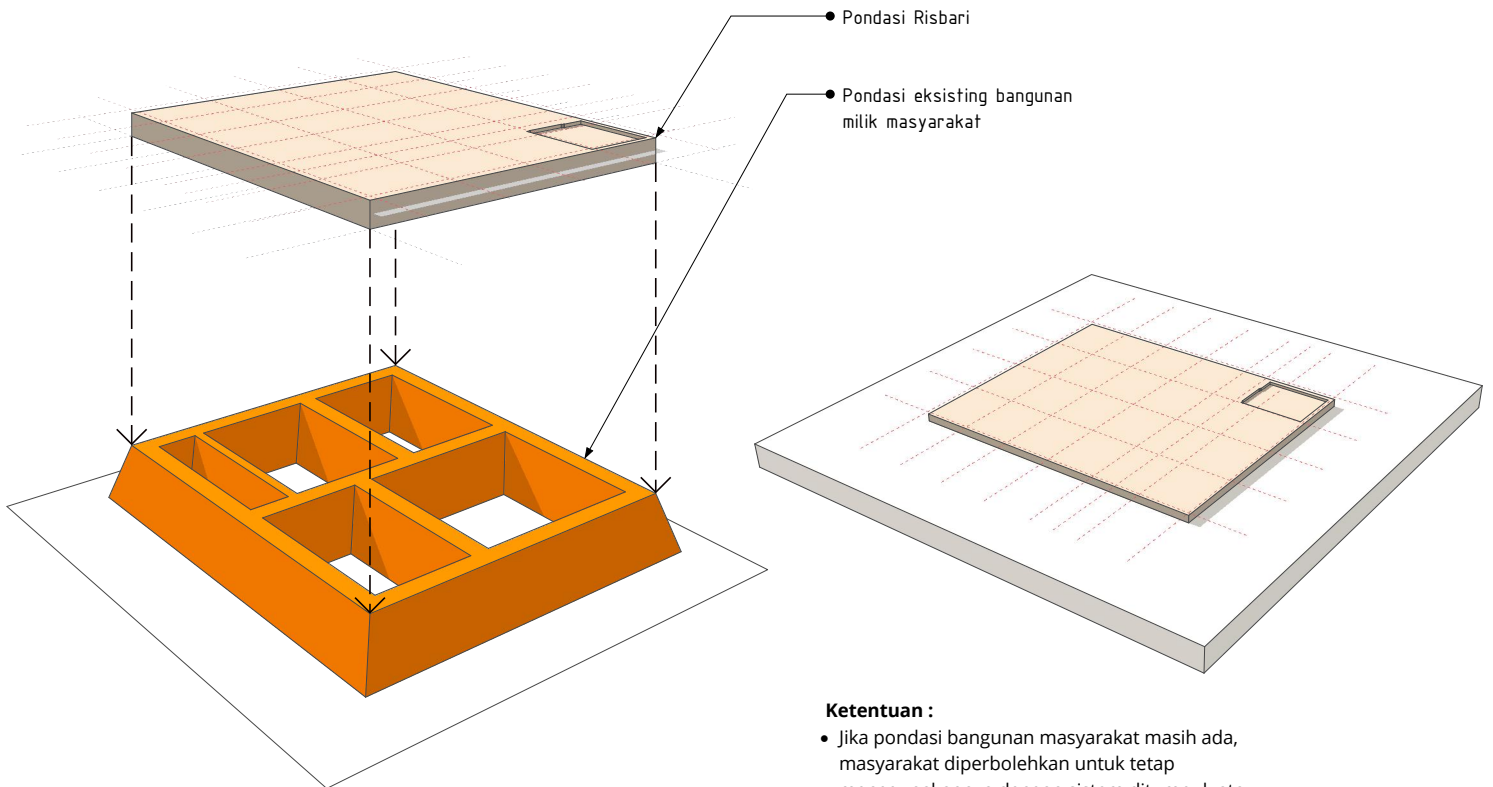 Pondasi Risbari
Pondasi eksisting bangunan
milik masyarakat
Ketentuan :
• Jika pondasi bangunan masyarakat masih ada,
masyarakat diperbolehkan untuk tetap